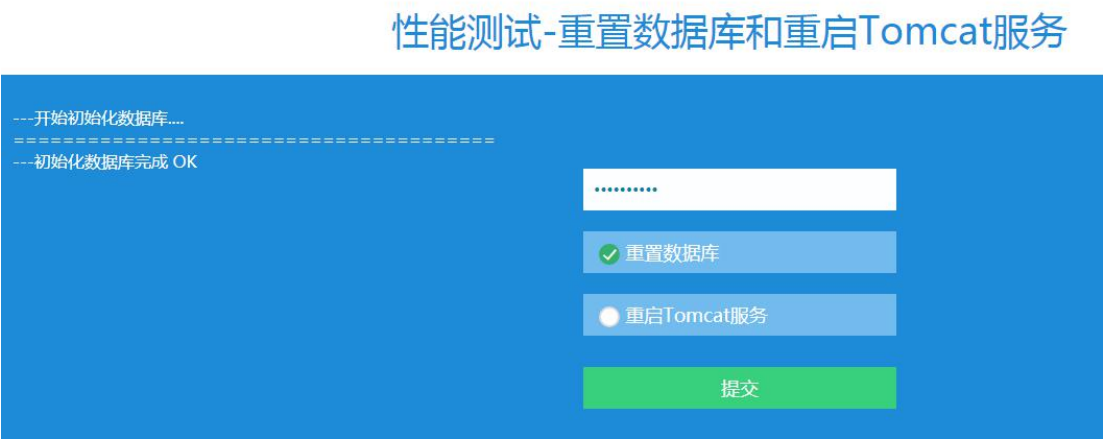 性能测试-重置数据库和重启Tomcat服务
---开始初始化数据库....
=======================================
---初始化数据库完成 OK
••••••••••
重置数据库
重启Tomcat服务
提交